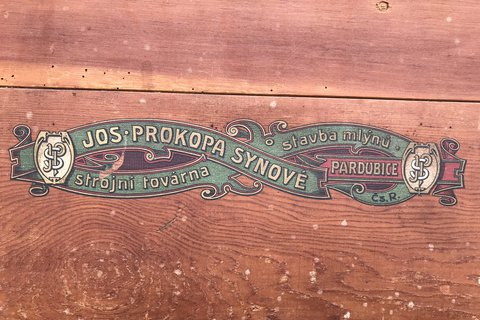 JOS. PROKOPA SYNOVÉ
strojní továrna
stavba mlýnů
PARDUBICE
Čs. R.